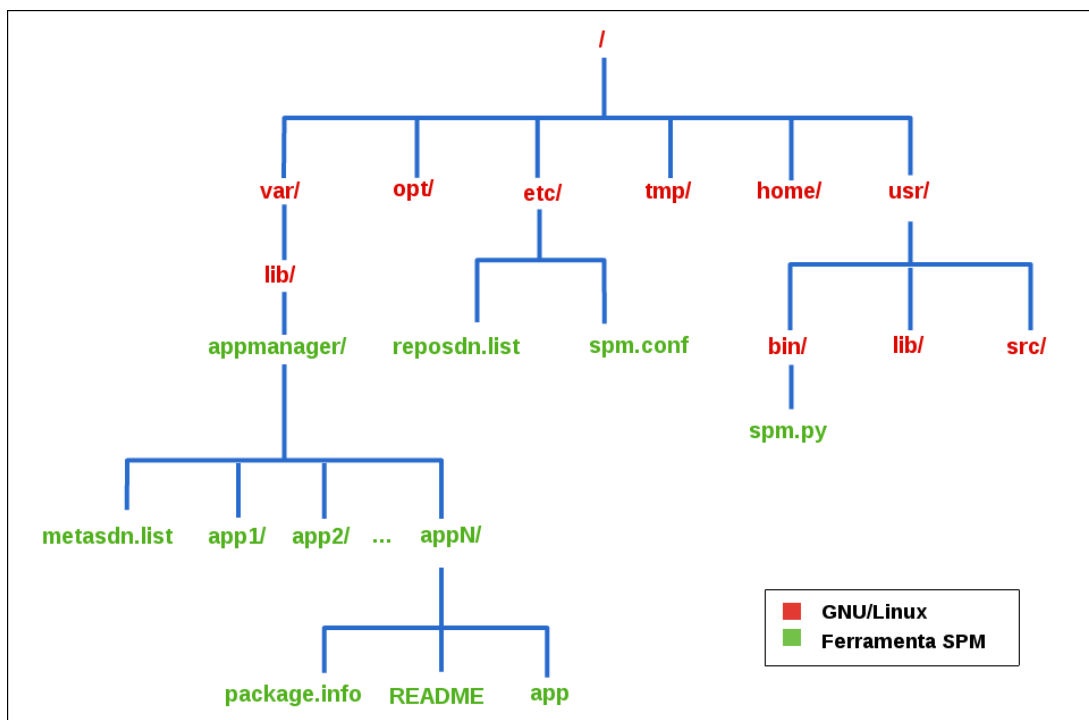 /
var/ opt/ etc/ tmp/ home/ usr/
lib/
appmanager/ reposdn.list spm.conf bin/ lib/ src/
spm.py
metasdn.list app1/ app2/ ... appN/
GNU/Linux
Ferramenta SPM
package.info README app